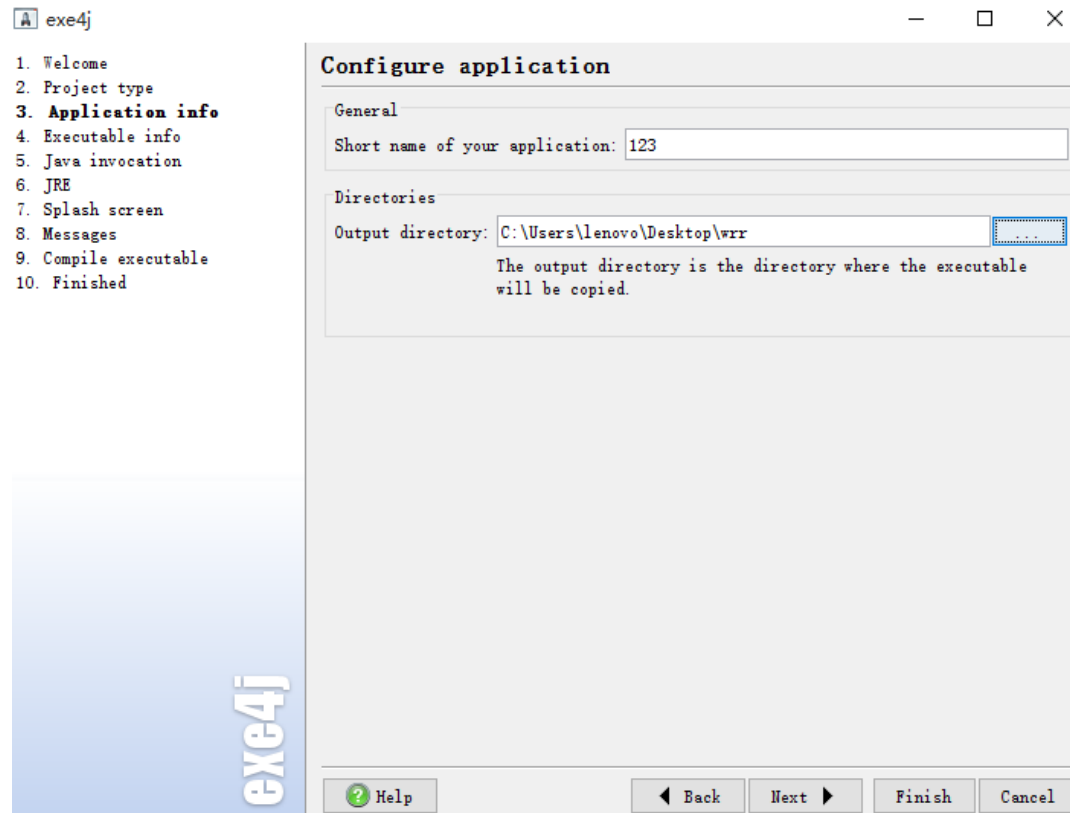 exe4j
1. Welcome
2. Project type
3. Application info
4. Executable info
5. Java invocation
6. JRE
7. Splash screen
8. Messages
9. Compile executable
10. Finished
exe4j
Configure application
General
Short name of your application: 123
Directories
Output directory: C:\Users\lenovo\Desktop\wrr ...
The output directory is the directory where the executable
will be copied.
Help Back Next Finish Cancel